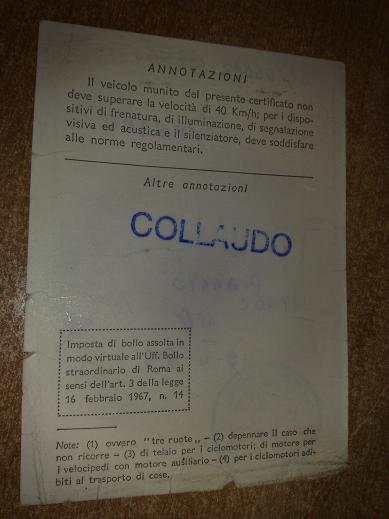 ANNOTAZIONI
Il veicolo munito del presente certificato non
deve superare la velocità di 40 Km/h; per i dispo-
sitivi di frenatura, di illuminazione, di segnalazione
visiva ed acustica e il silenziatore, deve soddisfare
alle norme regolamentari.
Altre annotazioni
COLLAUDO
Imposta di bollo assolta in
modo virtuale all'Uff. Bollo
straordinario di Roma ai
sensi dell'art. 3 della legge
16 febbraio 1967, n. 14
Note: (1) ovvero "tre ruote„ - (2) depennare il caso che
non ricorre - (3) di telaio per i ciclomotori; di motore per
i velocipedi con motore ausiliario - (4) per i ciclomotori adi-
biti al trasporto di cose.